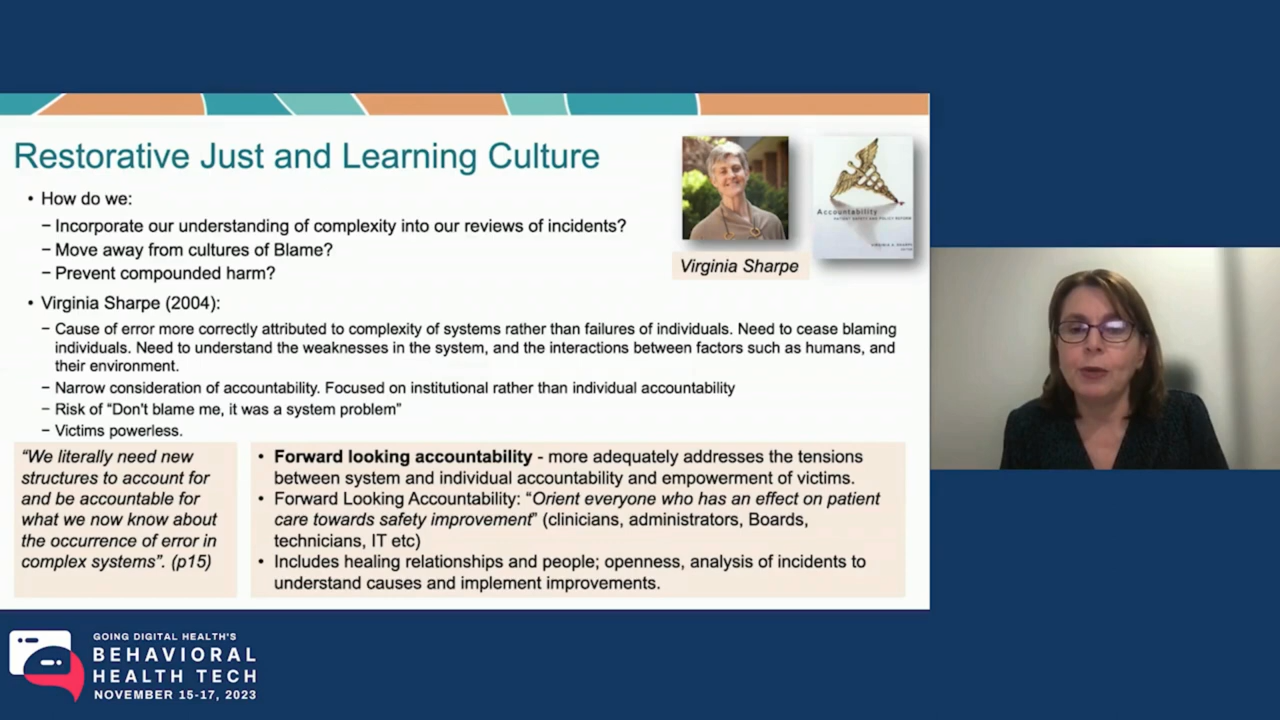 Restorative Just and Learning Culture
• How do we:
– Incorporate our understanding of complexity into our reviews of incidents?
– Move away from cultures of Blame?
– Prevent compounded harm?
Accountability
PATIENT SAFETY AND POLICY REFORM
VIRGINIA A. SHARPE
EDITOR
Virginia Sharpe
• Virginia Sharpe (2004):
– Cause of error more correctly attributed to complexity of systems rather than failures of individuals. Need to cease blaming
individuals. Need to understand the weaknesses in the system, and the interactions between factors such as humans, and
their environment.
– Narrow consideration of accountability. Focused on institutional rather than individual accountability
– Risk of “Don't blame me, it was a system problem”
– Victims powerless.
“We literally need new
structures to account for
and be accountable for
what we now know about
the occurrence of error in
complex systems”. (p15)
• Forward looking accountability - more adequately addresses the tensions
between system and individual accountability and empowerment of victims.
• Forward Looking Accountability: “Orient everyone who has an effect on patient
care towards safety improvement” (clinicians, administrators, Boards,
technicians, IT etc)
• Includes healing relationships and people; openness, analysis of incidents to
understand causes and implement improvements.
GOING DIGITAL HEALTH'S
BEHAVIORAL
HEALTH TECH
NOVEMBER 15-17, 2023